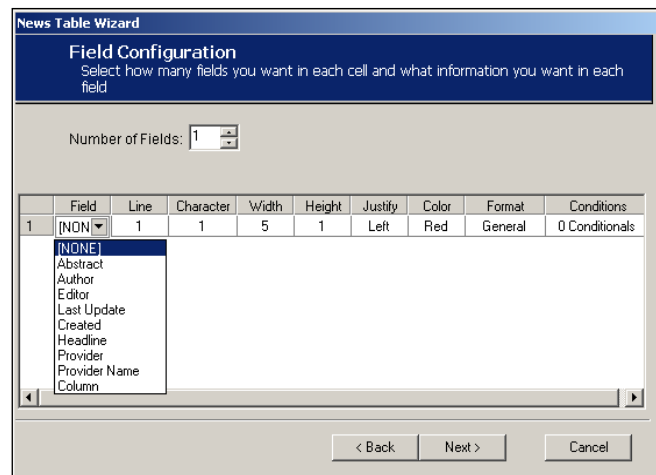 News Table Wizard
Field Configuration
Select how many fields you want in each cell and what information you want in each
field
Number of Fields: 1
Field Line Character Width Height Justify Color Format Conditions
1 [NON 1 1 5 1 Left Red General 0 Conditionals
[NONE]
Abstract
Author
Editor
Last Update
Created
Headline
Provider
Provider Name
Column
< Back Next > Cancel